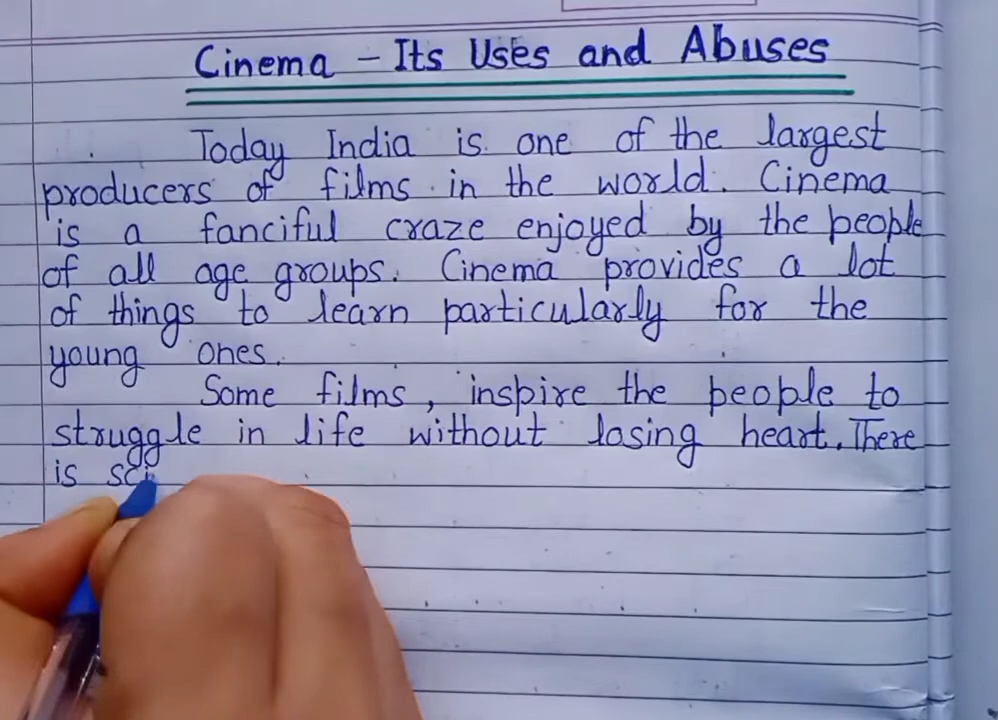 Cinema - Its Uses and Abuses
Today India is one of the largest
producers of films in the world. Cinema
is a fanciful craze enjoyed by the people
of all age groups. Cinema provides a lot
of things to learn particularly for the
young ones.
Some films, inspire the people to
struggle in life without losing heart. There
is sci